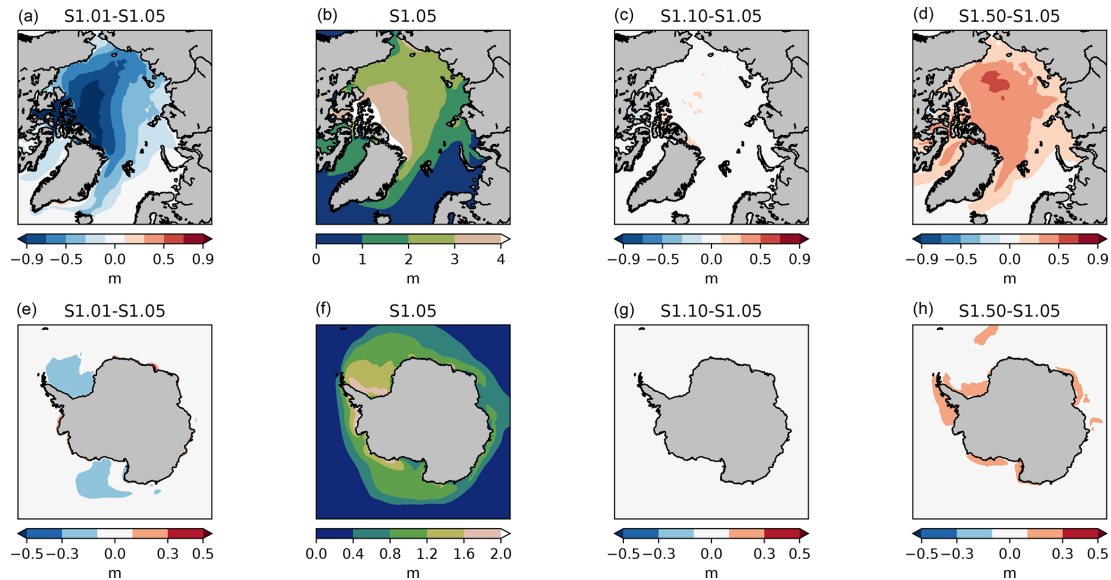 (a) S1.01-S1.05
(b) S1.05
(c) S1.10-S1.05
(d) S1.50-S1.05
−0.9 −0.5 0.0 0.5 0.9
0 1 2 3 4
−0.9 −0.5 0.0 0.5 0.9
−0.9 −0.5 0.0 0.5 0.9
m
m
m
m
(e) S1.01-S1.05
(f) S1.05
(g) S1.10-S1.05
(h) S1.50-S1.05
−0.5 −0.3 0.0 0.3 0.5
0.0 0.4 0.8 1.2 1.6 2.0
−0.5 −0.3 0.0 0.3 0.5
−0.5 −0.3 0.0 0.3 0.5
m
m
m
m